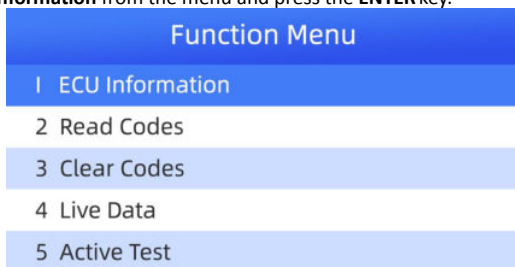 nformation from the menu and press the ENTER key.
Function Menu
1 ECU Information
2 Read Codes
3 Clear Codes
4 Live Data
5 Active Test